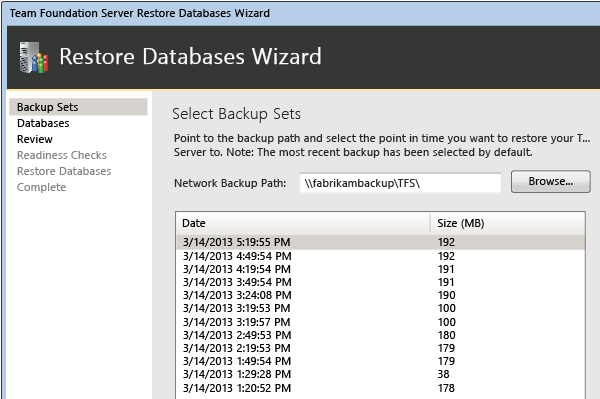 Team Foundation Server Restore Databases Wizard
Restore Databases Wizard
Backup Sets
Databases
Review
Readiness Checks
Restore Databases
Complete
Select Backup Sets
Point to the backup path and select the point in time you want to restore your T...
Server to. Note: The most recent backup has been selected by default.
Network Backup Path: \\fabrikambackup\TFS\ Browse...
Date Size (MB)
3/14/2013 5:19:55 PM 192
3/14/2013 4:49:54 PM 192
3/14/2013 4:19:54 PM 191
3/14/2013 3:49:54 PM 191
3/14/2013 3:24:08 PM 190
3/14/2013 3:19:53 PM 100
3/14/2013 3:19:57 PM 100
3/14/2013 2:49:53 PM 180
3/14/2013 2:19:53 PM 179
3/14/2013 1:49:54 PM 179
3/14/2013 1:29:28 PM 38
3/14/2013 1:20:52 PM 178